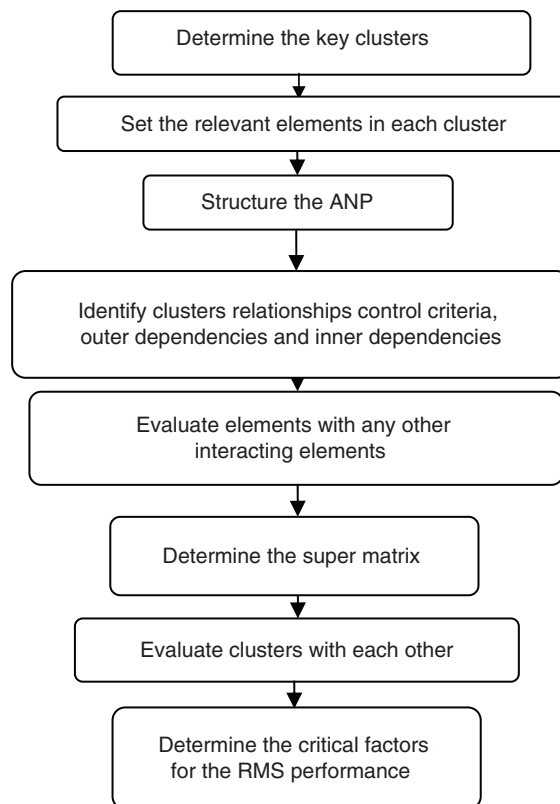 Determine the key clusters
Set the relevant elements in each cluster
Structure the ANP
Identify clusters relationships control criteria,
outer dependencies and inner dependencies
Evaluate elements with any other
interacting elements
Determine the super matrix
Evaluate clusters with each other
Determine the critical factors
for the RMS performance